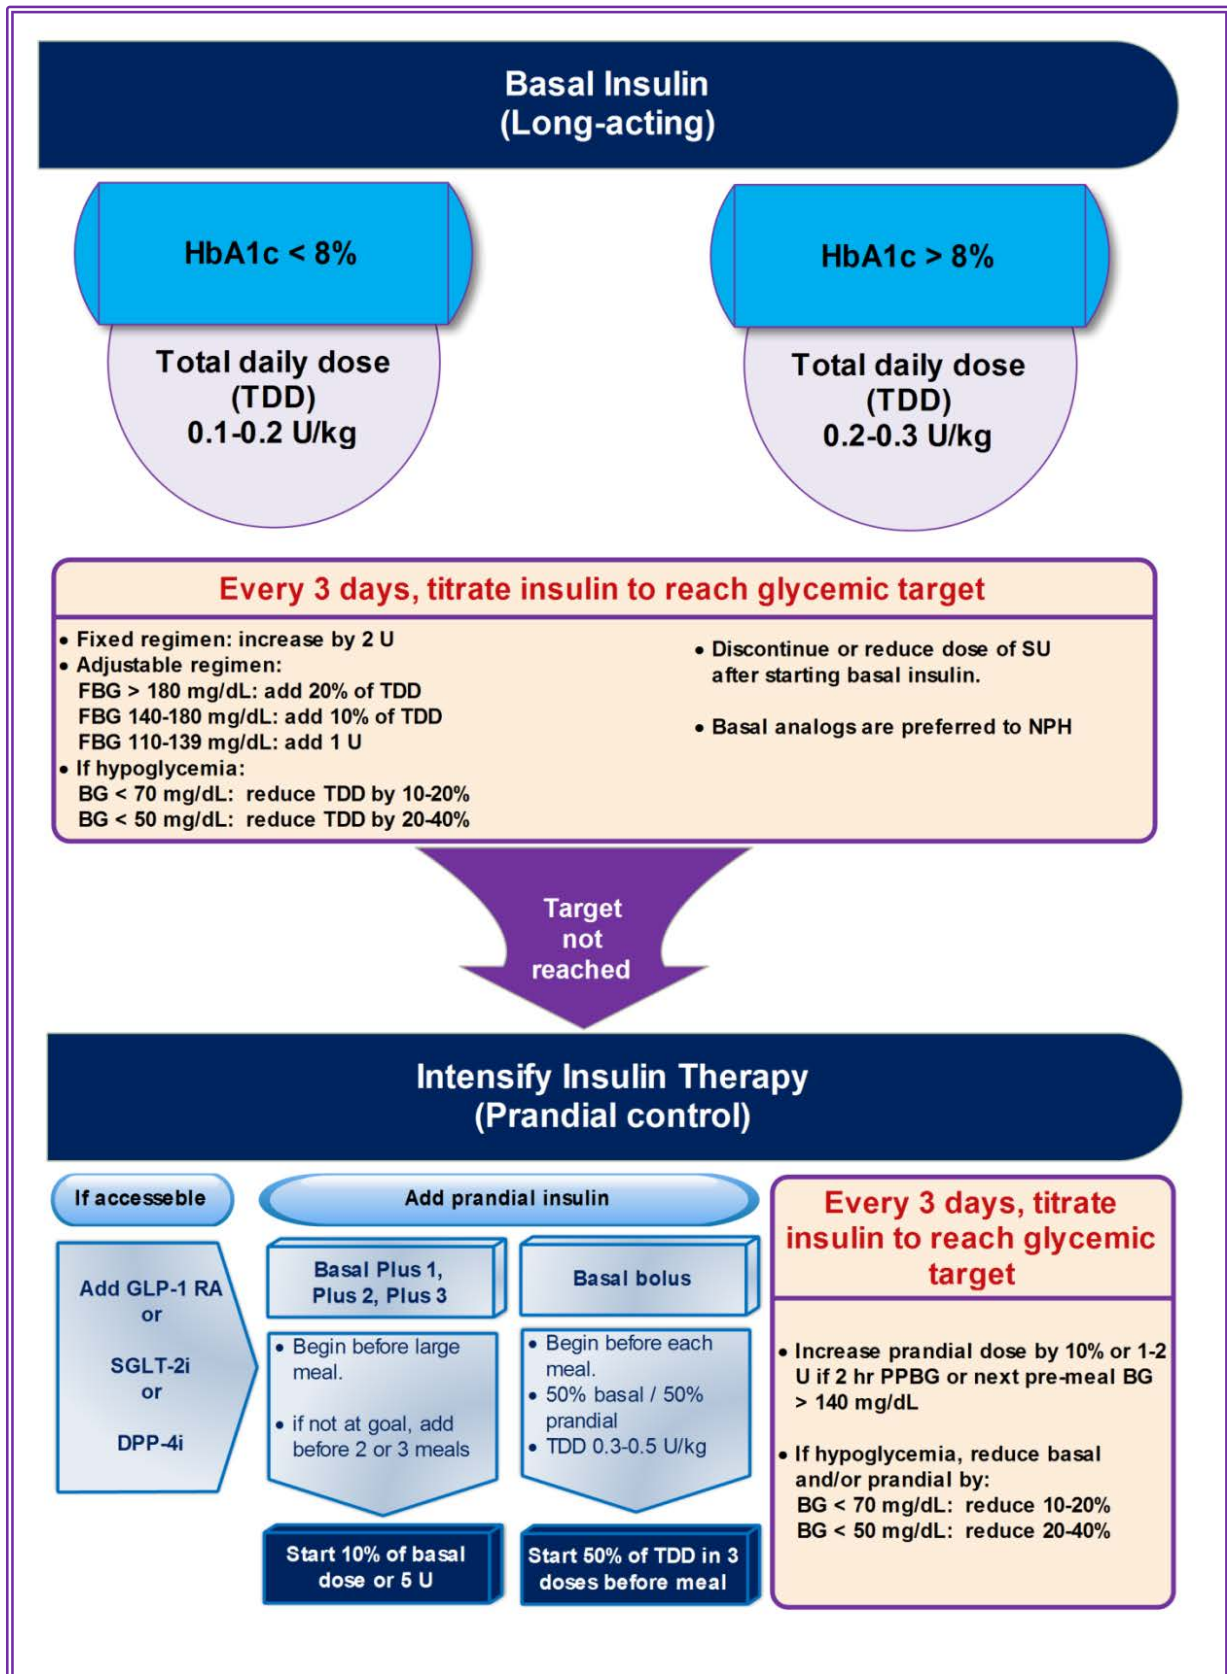 Basal Insulin
(Long-acting)
HbA1c < 8%
Total daily dose
(TDD)
0.1-0.2 U/kg
HbA1c > 8%
Total daily dose
(TDD)
0.2-0.3 U/kg
Every 3 days, titrate insulin to reach glycemic target
• Fixed regimen: increase by 2 U
• Adjustable regimen:
FBG > 180 mg/dL: add 20% of TDD
FBG 140-180 mg/dL: add 10% of TDD
FBG 110-139 mg/dL: add 1 U
• If hypoglycemia:
BG < 70 mg/dL: reduce TDD by 10-20%
BG < 50 mg/dL: reduce TDD by 20-40%
• Discontinue or reduce dose of SU
after starting basal insulin.
• Basal analogs are preferred to NPH
Target
not
reached
Intensify Insulin Therapy
(Prandial control)
If accesseble
Add GLP-1 RA
or
SGLT-2i
or
DPP-4i
Add prandial insulin
Basal Plus 1,
Plus 2, Plus 3
• Begin before large
meal.
• if not at goal, add
before 2 or 3 meals
Start 10% of basal
dose or 5 U
Basal bolus
• Begin before each
meal.
• 50% basal / 50%
prandial
• TDD 0.3-0.5 U/kg
Start 50% of TDD in 3
doses before meal
Every 3 days, titrate
insulin to reach glycemic
target
• Increase prandial dose by 10% or 1-2
U if 2 hr PPBG or next pre-meal BG
> 140 mg/dL
• If hypoglycemia, reduce basal
and/or prandial by:
BG < 70 mg/dL: reduce 10-20%
BG < 50 mg/dL: reduce 20-40%